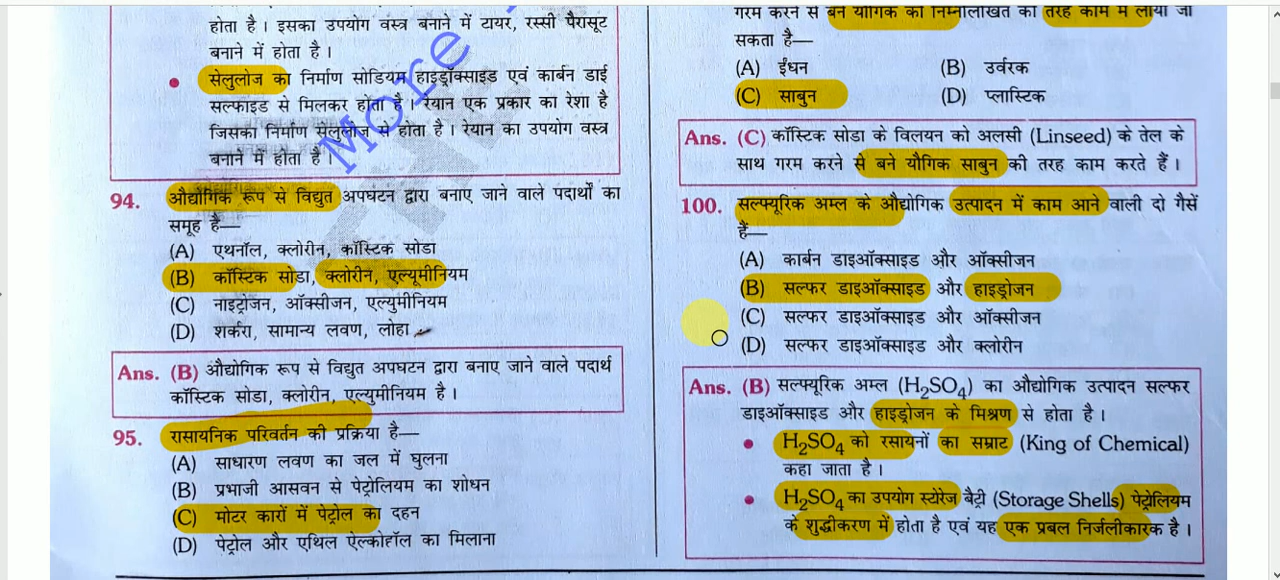 होता है । इसका उपयोग वस्त्र बनाने में टायर, रस्सी पैरासूट
बनाने में होता है ।
• सेलुलोज का निर्माण सोडियम हाइड्रॉक्साइड एवं कार्बन डाई
सल्फाइड से मिलकर होता है । रेयान एक प्रकार का रेशा है
जिसका निर्माण सेलुलोज से होता है । रेयान का उपयोग वस्त्र
बनाने में होता है ।
More
94. औद्योगिक रूप से विद्युत अपघटन द्वारा बनाए जाने वाले पदार्थों का
समूह है—
(A) एथनॉल, क्लोरीन, कॉस्टिक सोडा
(B) कॉस्टिक सोडा, क्लोरीन, एल्यूमीनियम
(C) नाइट्रोजन, ऑक्सीजन, एल्युमीनियम
(D) शर्करा, सामान्य लवण, लोहा
Ans. (B) औद्योगिक रूप से विद्युत अपघटन द्वारा बनाए जाने वाले पदार्थ
कॉस्टिक सोडा, क्लोरीन, एल्युमीनियम है ।
95. रासायनिक परिवर्तन की प्रक्रिया है—
(A) साधारण लवण का जल में घुलना
(B) प्रभाजी आसवन से पेट्रोलियम का शोधन
(C) मोटर कारों में पेट्रोल का दहन
(D) पेट्रोल और एथिल ऐल्कोहॉल का मिलाना
गरम करने से बने यौगिक को निम्नलिखित की तरह काम में लाया जा
सकता है—
(A) ईंधन (B) उर्वरक
(C) साबुन (D) प्लास्टिक
Ans. (C) कॉस्टिक सोडा के विलयन को अलसी (Linseed) के तेल के
साथ गरम करने से बने यौगिक साबुन की तरह काम करते हैं ।
100. सल्फ्यूरिक अम्ल के औद्योगिक उत्पादन में काम आने वाली दो गैसें
हैं—
(A) कार्बन डाइऑक्साइड और ऑक्सीजन
(B) सल्फर डाइऑक्साइड और हाइड्रोजन
(C) सल्फर डाइऑक्साइड और ऑक्सीजन
(D) सल्फर डाइऑक्साइड और क्लोरीन
Ans. (B) सल्फ्यूरिक अम्ल (H₂SO₄) का औद्योगिक उत्पादन सल्फर
डाइऑक्साइड और हाइड्रोजन के मिश्रण से होता है ।
• H₂SO₄ को रसायनों का सम्राट (King of Chemical)
कहा जाता है ।
• H₂SO₄ का उपयोग स्टोरेज बैट्री (Storage Shells) पेट्रोलियम
के शुद्धीकरण में होता है एवं यह एक प्रबल निर्जलीकारक है ।